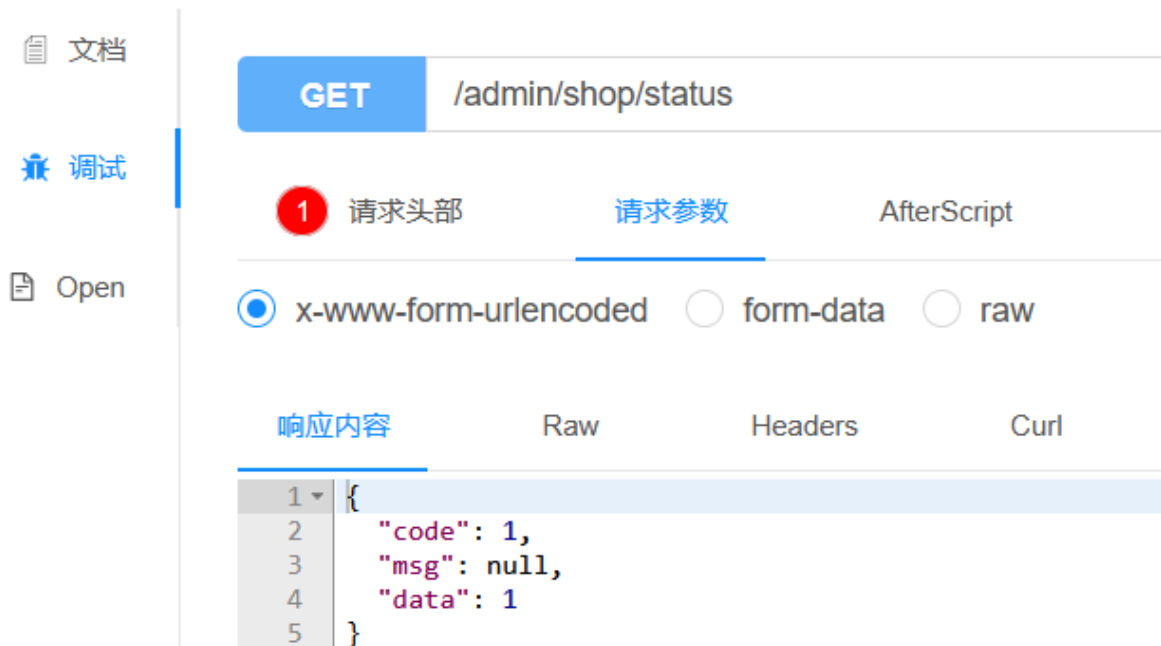 文档
调试
Open
GET /admin/shop/status
1 请求头部 请求参数 AfterScript
x-www-form-urlencoded form-data raw
响应内容 Raw Headers Curl
1 {
2 "code": 1,
3 "msg": null,
4 "data": 1
5 }